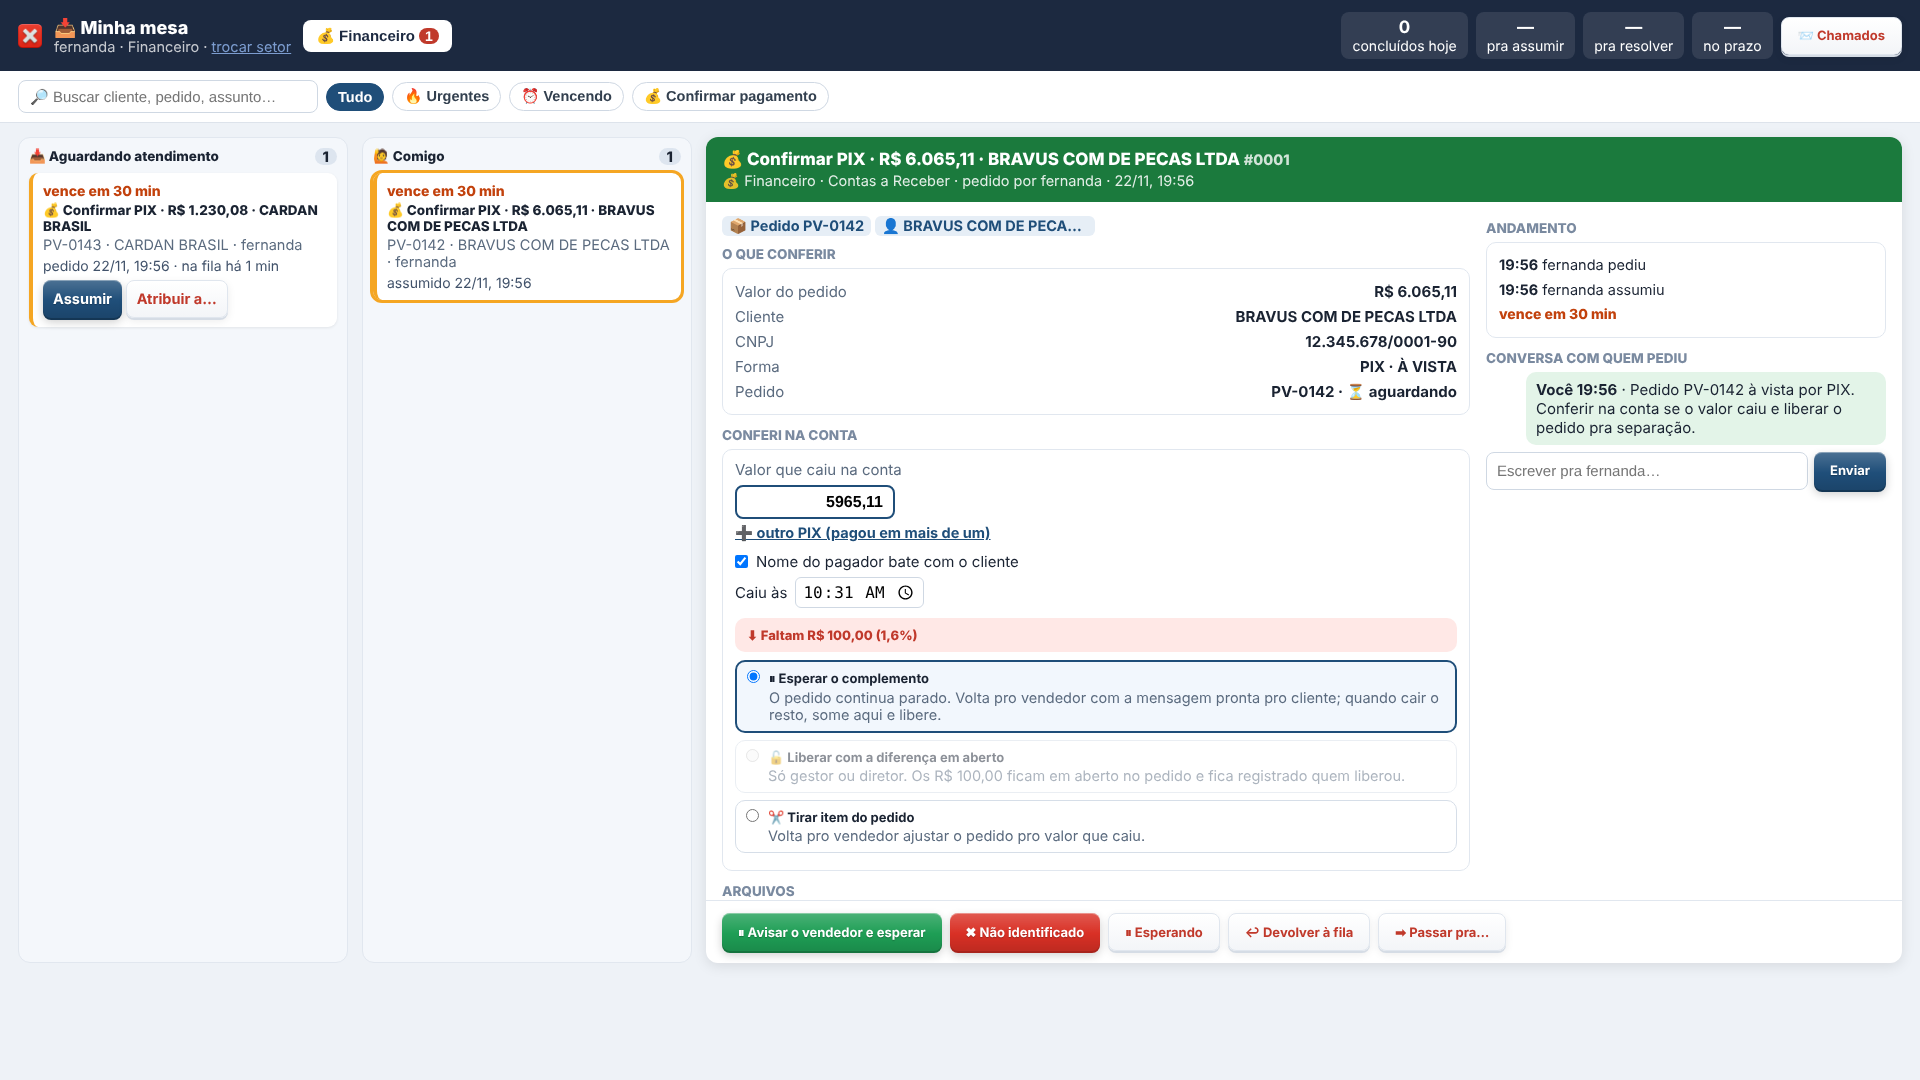 📥 Minha mesa
fernanda · Financeiro · trocar setor
💰 Financeiro 1
0
concluídos hoje
—
pra assumir
—
pra resolver
—
no prazo
📨 Chamados
🔎 Buscar cliente, pedido, assunto…
Tudo
🔥 Urgentes
⏰ Vencendo
💰 Confirmar pagamento
📥 Aguardando atendimento 1
vence em 30 min
💰 Confirmar PIX · R$ 1.230,08 · CARDAN
BRASIL
PV-0143 · CARDAN BRASIL · fernanda
pedido 22/11, 19:56 · na fila há 1 min
Assumir
Atribuir a…
🙋 Comigo 1
vence em 30 min
💰 Confirmar PIX · R$ 6.065,11 · BRAVUS
COM DE PECAS LTDA
PV-0142 · BRAVUS COM DE PECAS LTDA
· fernanda
assumido 22/11, 19:56
💰 Confirmar PIX · R$ 6.065,11 · BRAVUS COM DE PECAS LTDA #0001
💰 Financeiro · Contas a Receber · pedido por fernanda · 22/11, 19:56
📦 Pedido PV-0142
👤 BRAVUS COM DE PECA…
O QUE CONFERIR
Valor do pedido R$ 6.065,11
Cliente BRAVUS COM DE PECAS LTDA
CNPJ 12.345.678/0001-90
Forma PIX · À VISTA
Pedido PV-0142 · ⏳ aguardando
CONFERI NA CONTA
Valor que caiu na conta
5965,11
➕ outro PIX (pagou em mais de um)
Nome do pagador bate com o cliente
Caiu às 10:31 AM
⬇ Faltam R$ 100,00 (1,6%)
⏸ Esperar o complemento
O pedido continua parado. Volta pro vendedor com a mensagem pronta pro cliente; quando cair o
resto, some aqui e libere.
🔓 Liberar com a diferença em aberto
Só gestor ou diretor. Os R$ 100,00 ficam em aberto no pedido e fica registrado quem liberou.
✂️ Tirar item do pedido
Volta pro vendedor ajustar o pedido pro valor que caiu.
ARQUIVOS
⏸ Avisar o vendedor e esperar
✖ Não identificado
⏸ Esperando
↩ Devolver à fila
➡ Passar pra…
ANDAMENTO
19:56 fernanda pediu
19:56 fernanda assumiu
vence em 30 min
CONVERSA COM QUEM PEDIU
Você 19:56 · Pedido PV-0142 à vista por PIX.
Conferir na conta se o valor caiu e liberar o
pedido pra separação.
Escrever pra fernanda…
Enviar